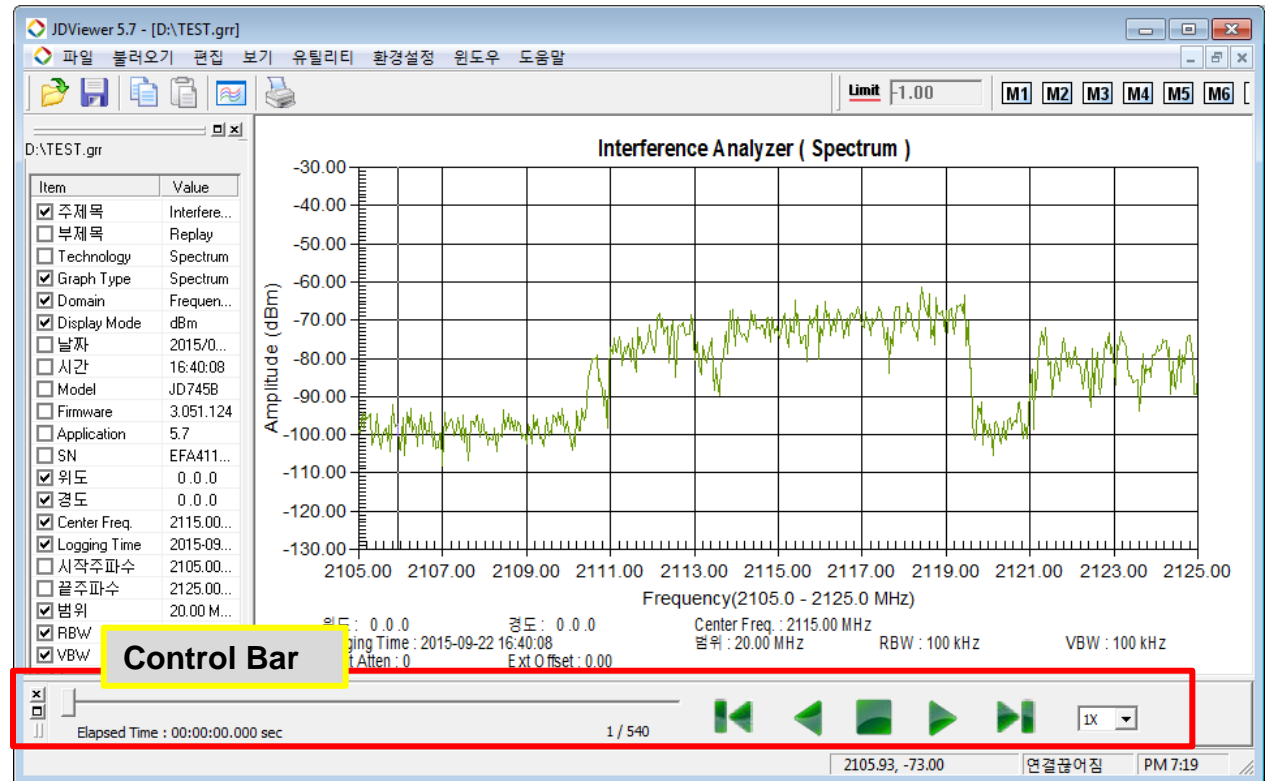 JDViewer 5.7 - [D:\TEST.grr]
파일 불러오기 편집 보기 유틸리티 환경설정 윈도우 도움말
Limit -1.00 M1 M2 M3 M4 M5 M6
D:\TEST.grr
Item Value
주제목 Interfere...
부제목 Replay
Technology Spectrum
Graph Type Spectrum
Domain Frequen...
Display Mode dBm
날짜 2015/0...
시간 16:40:08
Model JD745B
Firmware 3.051.124
Application 5.7
SN EFA411...
위도 0.0.0
경도 0.0.0
Center Freq. 2115.00...
Logging Time 2015-09...
시작주파수 2105.00...
끝주파수 2125.00...
범위 20.00 M...
RBW
VBW
Interference Analyzer ( Spectrum )
Amplitude (dBm)
-30.00
-40.00
-50.00
-60.00
-70.00
-80.00
-90.00
-100.00
-110.00
-120.00
-130.00
2105.00 2107.00 2109.00 2111.00 2113.00 2115.00 2117.00 2119.00 2121.00 2123.00 2125.00
Frequency(2105.0 - 2125.0 MHz)
위도 : 0.0.0 경도 : 0.0.0 Center Freq. : 2115.00 MHz
ging Time : 2015-09-22 16:40:08 범위 : 20.00 MHz RBW : 100 kHz VBW : 100 kHz
t Atten : 0 Ext Offset : 0.00
Control Bar
Elapsed Time : 00:00:00.000 sec 1 / 540 1X
2105.93, -73.00 연결끊어짐 PM 7:19